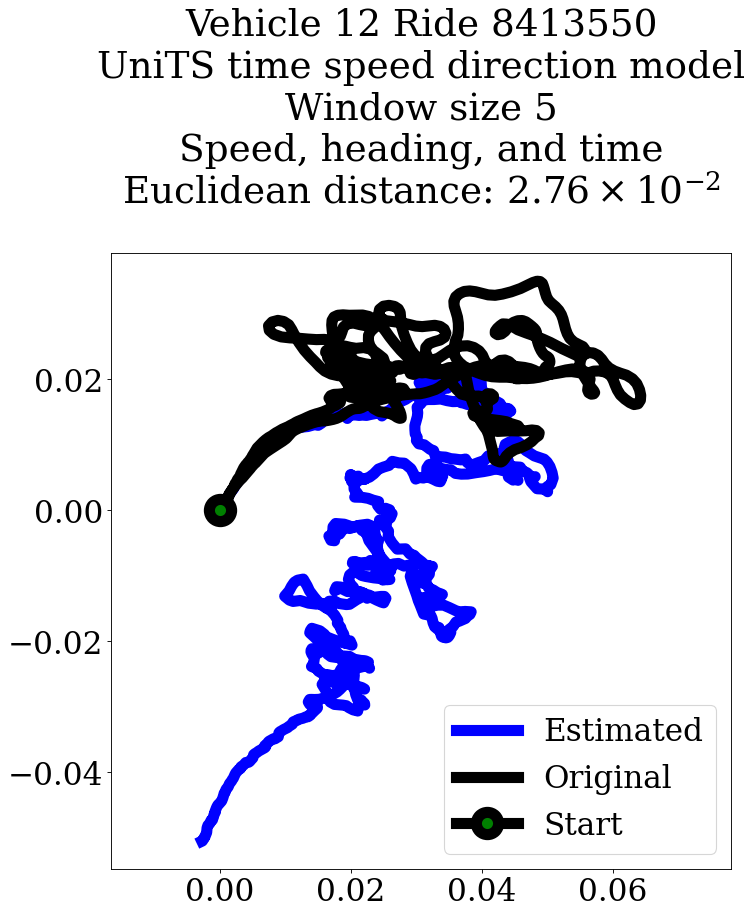 Vehicle 12 Ride 8413550
UniTS time speed direction model
Window size 5
Speed, heading, and time
Euclidean distance: 2.76 × 10⁻²
0.02
0.00
−0.02
−0.04
Estimated
Original
Start
0.00 0.02 0.04 0.06